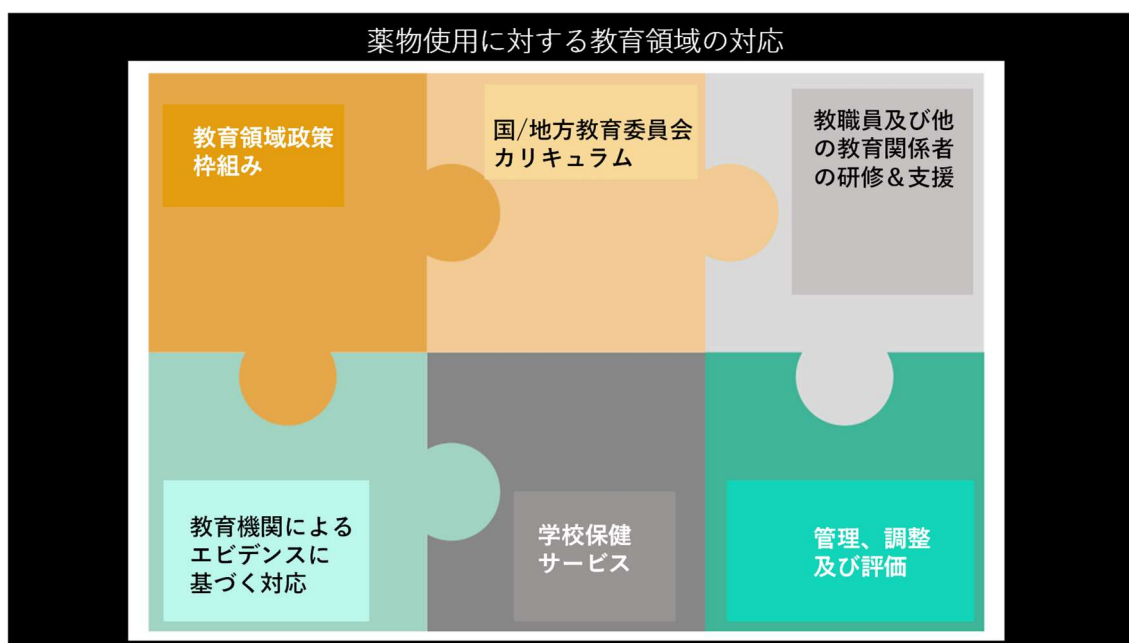 薬物使用に対する教育領域の対応
教育領域政策
枠組み
国/地方教育委員会
カリキュラム
教職員及び他
の教育関係者
の研修＆支援
教育機関による
エビデンスに
基づく対応
学校保健
サービス
管理、調整
及び評価